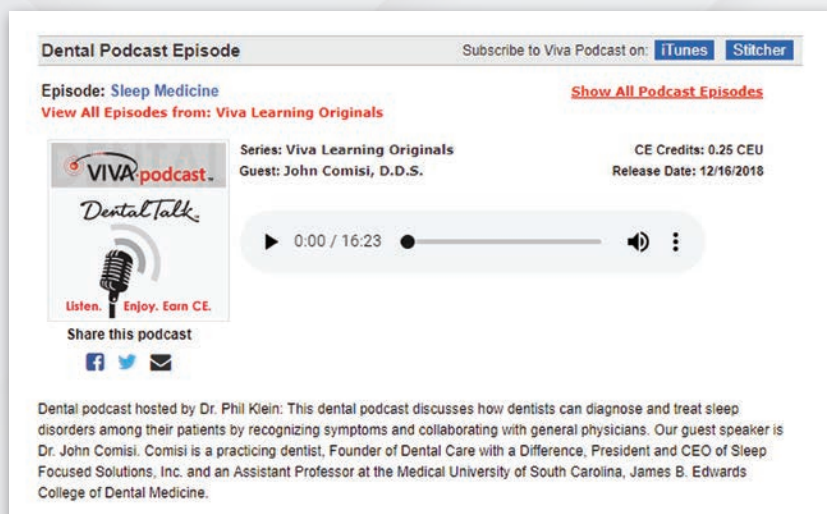 Dental Podcast Episode
Subscribe to Viva Podcast on: iTunes Stitcher
Episode: Sleep Medicine
Show All Podcast Episodes
View All Episodes from: Viva Learning Originals
Series: Viva Learning Originals
CE Credits: 0.25 CEU
Guest: John Comisi, D.D.S.
Release Date: 12/16/2018
DENTAL
VIVA podcast™
DentalTalk™
Listen. Enjoy. Earn CE.
0:00 / 16:23
Share this podcast
Dental podcast hosted by Dr. Phil Klein: This dental podcast discusses how dentists can diagnose and treat sleep
disorders among their patients by recognizing symptoms and collaborating with general physicians. Our guest speaker is
Dr. John Comisi. Comisi is a practicing dentist, Founder of Dental Care with a Difference, President and CEO of Sleep
Focused Solutions, Inc. and an Assistant Professor at the Medical University of South Carolina, James B. Edwards
College of Dental Medicine.